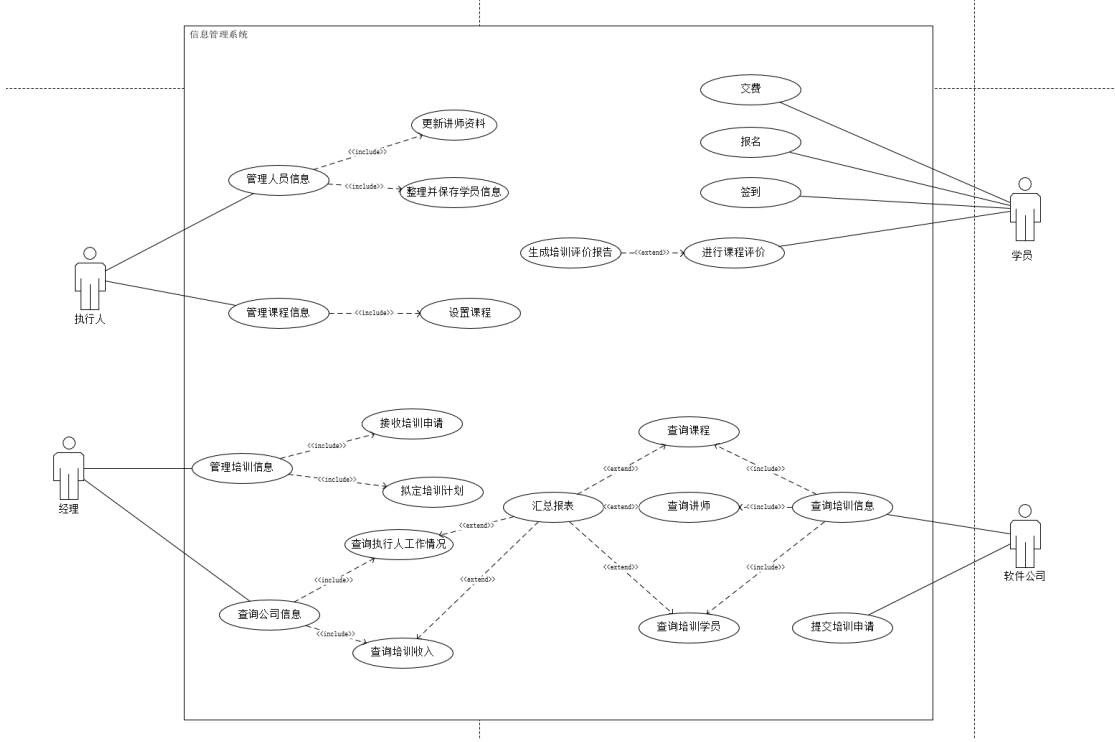 信息管理系统
交费
更新讲师资料
报名
<<include>>
管理人员信息
<<include>>
整理并保存学员信息
签到
学员
生成培训评价报告
<<extend>>
进行课程评价
执行人
管理课程信息
<<include>>
设置课程
接收培训申请
查询课程
<<include>>
管理培训信息
<<extend>>
<<include>>
<<include>>
拟定培训计划
经理
汇总报表
<<extend>>
查询讲师
<<include>>
查询培训信息
<<extend>>
查询执行人工作情况
<<extend>>
<<include>>
软件公司
<<include>>
<<extend>>
查询公司信息
<<include>>
查询培训学员
提交培训申请
查询培训收入